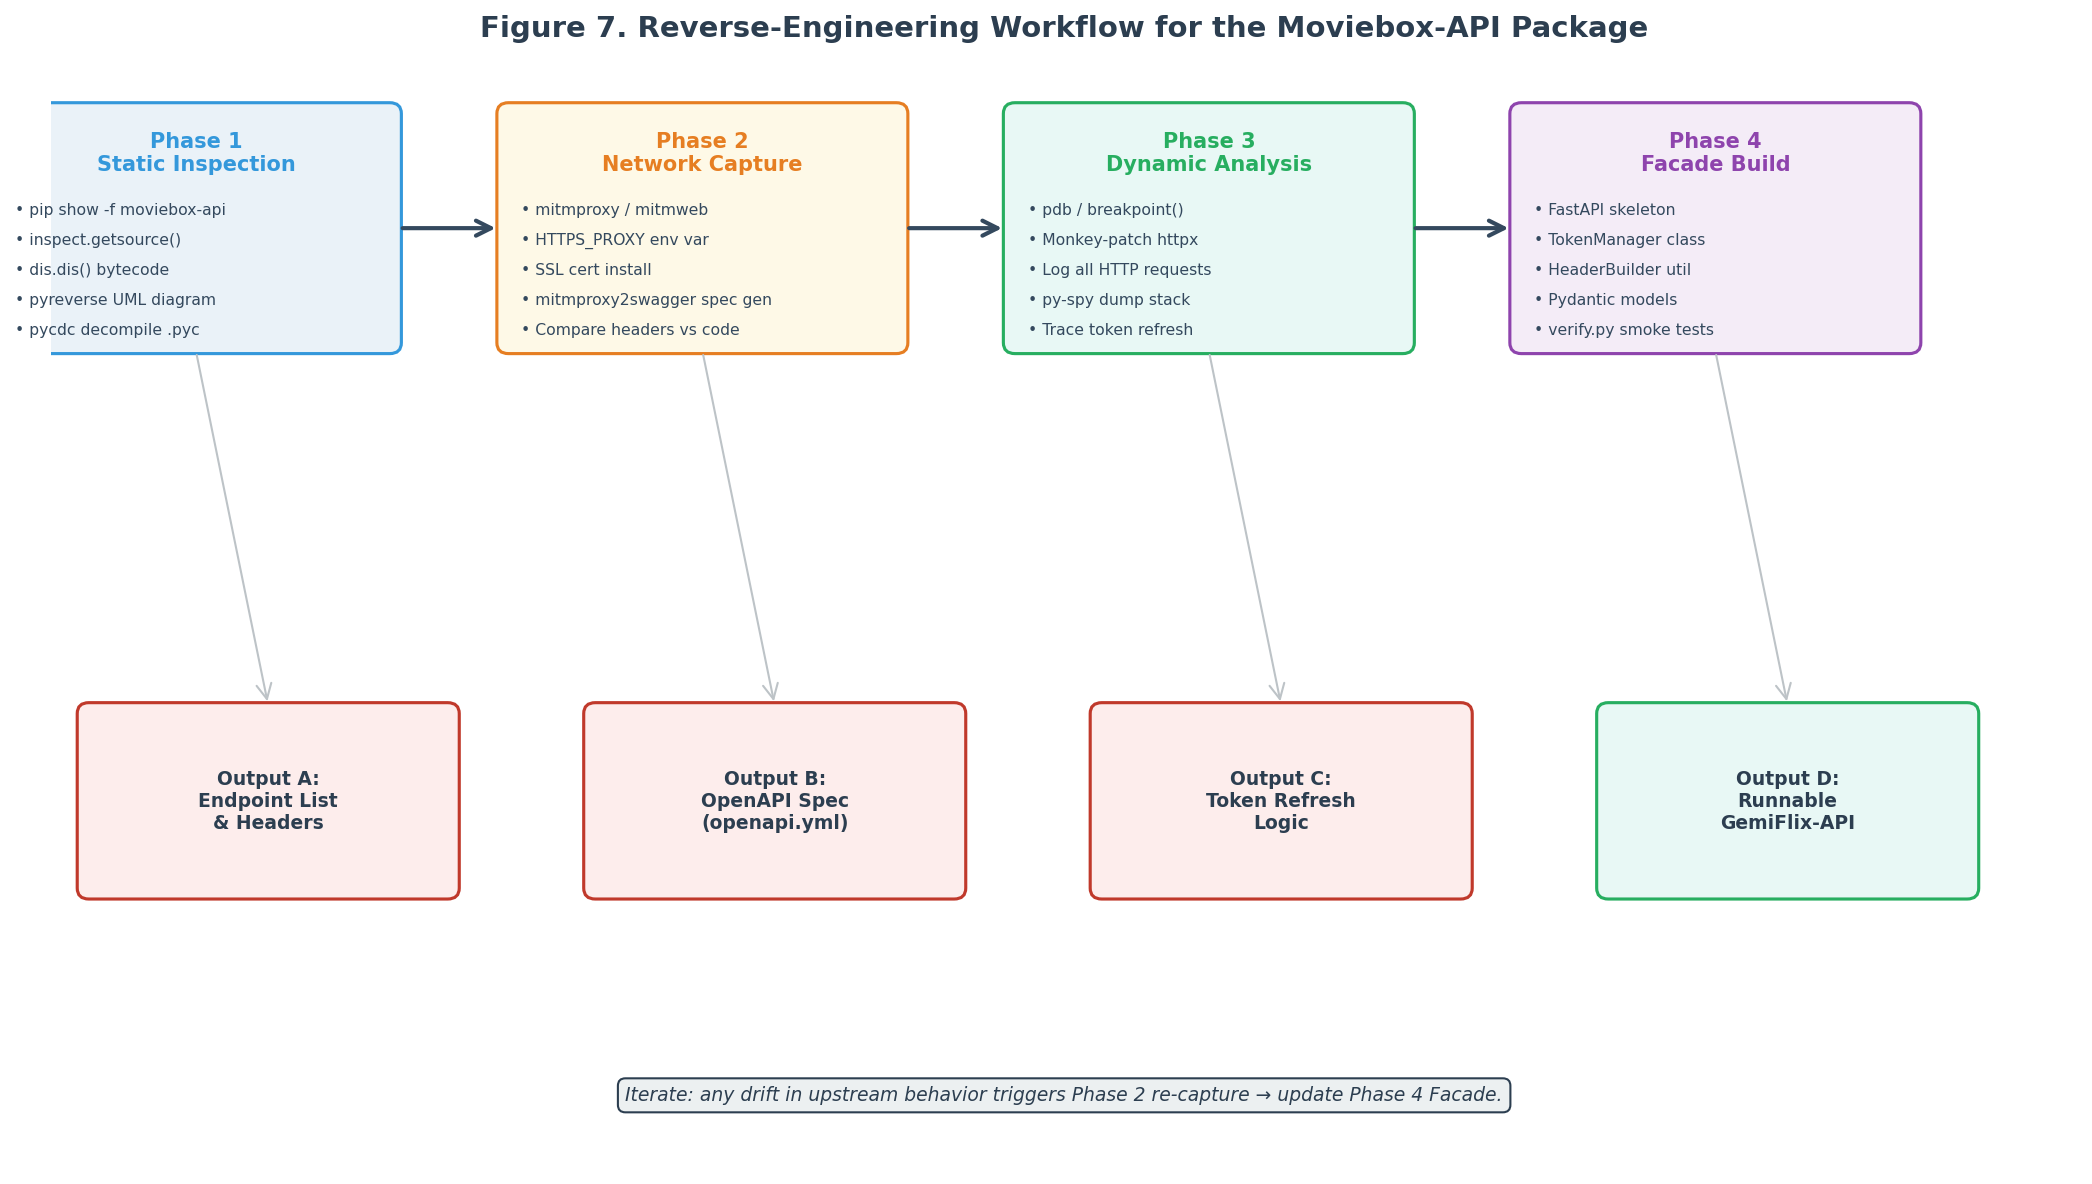 Figure 7. Reverse-Engineering Workflow for the Moviebox-API Package
Phase 1
Static Inspection
• pip show -f moviebox-api
• inspect.getsource()
• dis.dis() bytecode
• pyreverse UML diagram
• pycdc decompile .pyc
Phase 2
Network Capture
• mitmproxy / mitmweb
• HTTPS_PROXY env var
• SSL cert install
• mitmproxy2swagger spec gen
• Compare headers vs code
Phase 3
Dynamic Analysis
• pdb / breakpoint()
• Monkey-patch httpx
• Log all HTTP requests
• py-spy dump stack
• Trace token refresh
Phase 4
Facade Build
• FastAPI skeleton
• TokenManager class
• HeaderBuilder util
• Pydantic models
• verify.py smoke tests
Output A:
Endpoint List
& Headers
Output B:
OpenAPI Spec
(openapi.yml)
Output C:
Token Refresh
Logic
Output D:
Runnable
GemiFlix-API
Iterate: any drift in upstream behavior triggers Phase 2 re-capture → update Phase 4 Facade.